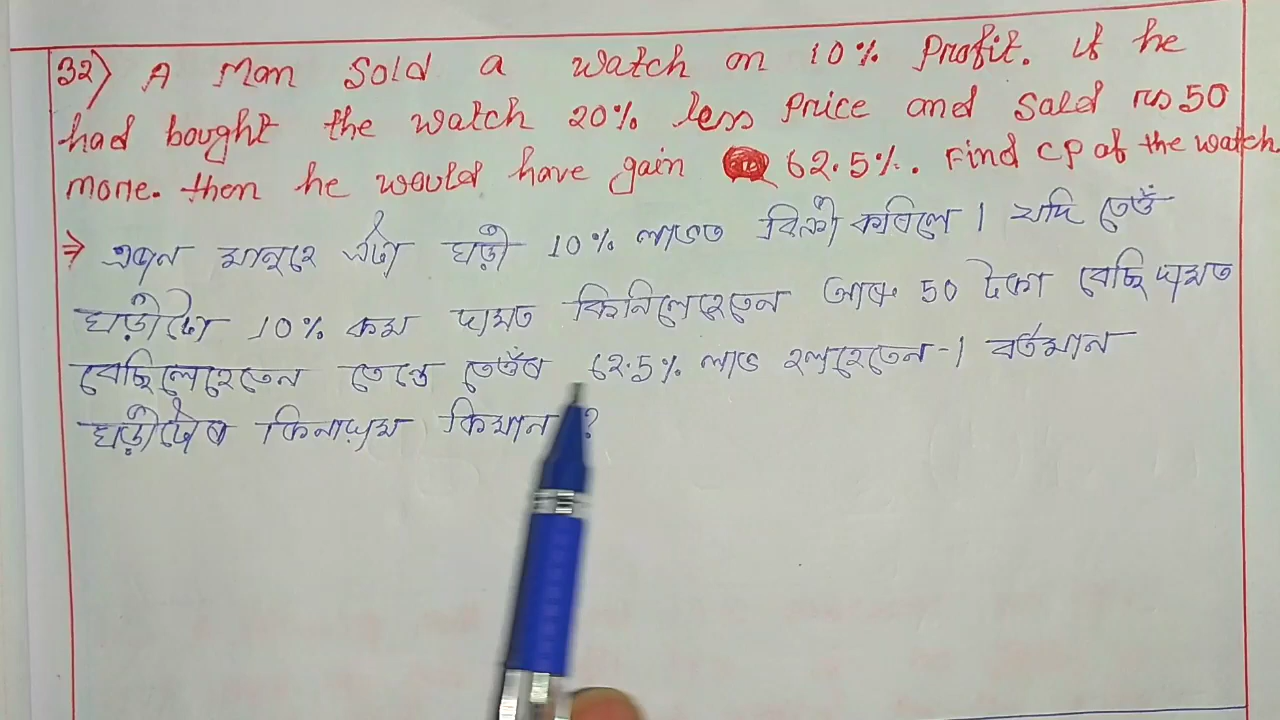 32) A Man Sold a watch on 10% Profit. if he
had bought the watch 20% less Price and Sold rs 50
more. then he would have gain 62.5%. Find CP of the watch
⇒ এজন মানুহে এটা ঘড়ী 10% লাভত বিক্ৰী কৰিলে। যদি তেওঁ
ঘড়ীটো 10% কম দামত কিনিলেহেতেন আৰু 50 টকা বেছি দামত
বেছিলেহেতেন তেন্তে তেওঁৰ 62.5% লাভ হলহেতেন-। বৰ্তমান
ঘড়ীটোৰ কিনাদাম কিমান ?